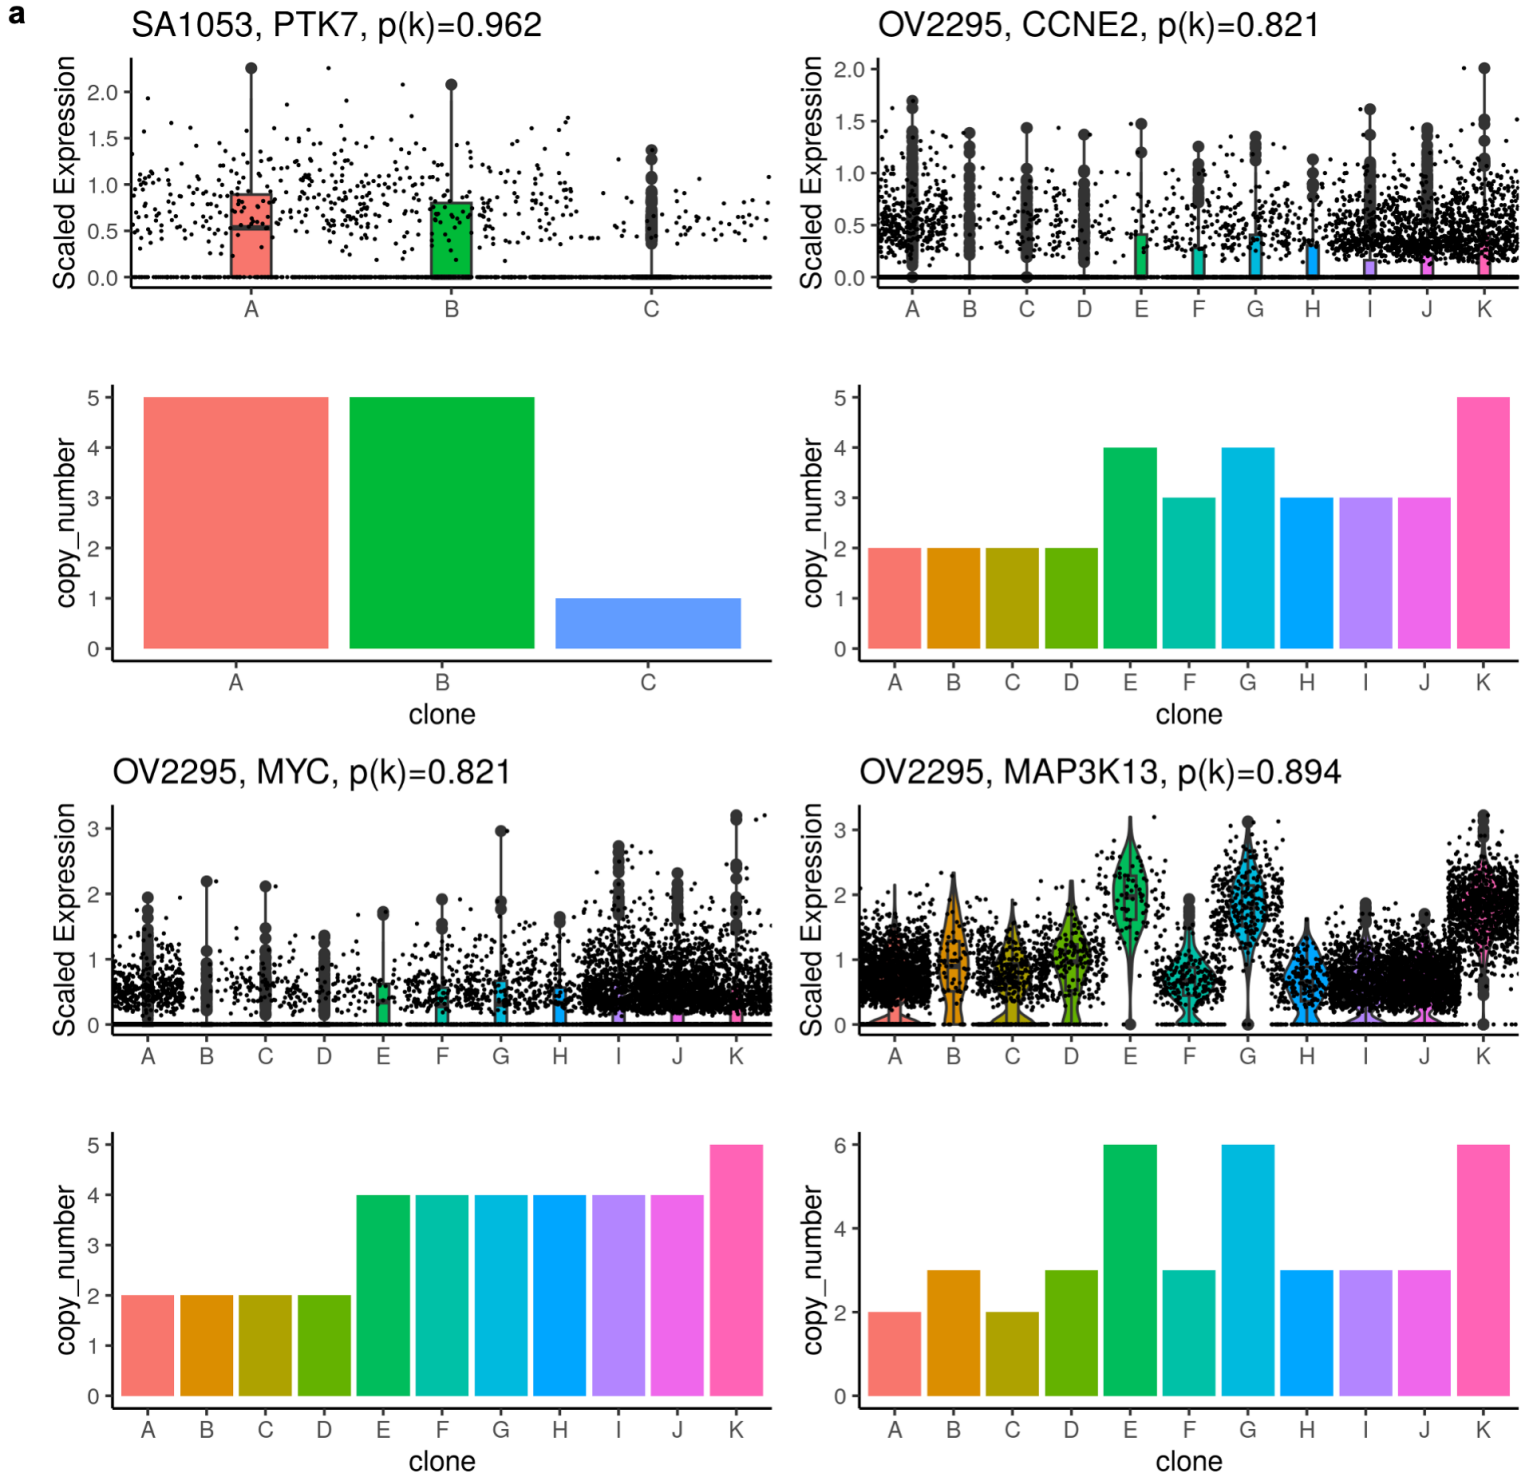 a
SA1053, PTK7, p(k)=0.962
Scaled Expression
2.0
1.5
1.0
0.5
0.0
A B C
copy_number
5
4
3
2
1
0
A B C
clone
OV2295, CCNE2, p(k)=0.821
Scaled Expression
2.0
1.5
1.0
0.5
0.0
A B C D E F G H I J K
copy_number
5
4
3
2
1
0
A B C D E F G H I J K
clone
OV2295, MYC, p(k)=0.821
Scaled Expression
3
2
1
0
A B C D E F G H I J K
copy_number
5
4
3
2
1
0
A B C D E F G H I J K
clone
OV2295, MAP3K13, p(k)=0.894
Scaled Expression
3
2
1
0
A B C D E F G H I J K
copy_number
6
4
2
0
A B C D E F G H I J K
clone